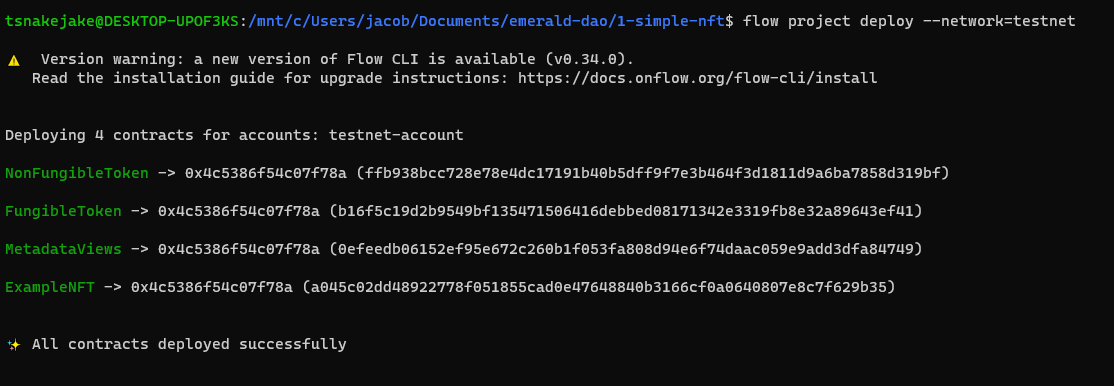 tsnakejake@DESKTOP-UPOF3KS:/mnt/c/Users/jacob/Documents/emerald-dao/1-simple-nft$ flow project deploy --network=testnet
Version warning: a new version of Flow CLI is available (v0.34.0).
Read the installation guide for upgrade instructions: https://docs.onflow.org/flow-cli/install
Deploying 4 contracts for accounts: testnet-account
NonFungibleToken -> 0x4c5386f54c07f78a (ffb938bcc728e78e4dc17191b40b5dff9f7e3b464f3d1811d9a6ba7858d319bf)
FungibleToken -> 0x4c5386f54c07f78a (b16f5c19d2b9549bf135471506416debbed08171342e3319fb8e32a89643ef41)
MetadataViews -> 0x4c5386f54c07f78a (0efeedb06152ef95e672c260b1f053fa808d94e6f74daac059e9add3dfa84749)
ExampleNFT -> 0x4c5386f54c07f78a (a045c02dd48922778f051855cad0e47648840b3166cf0a0640807e8c7f629b35)
All contracts deployed successfully